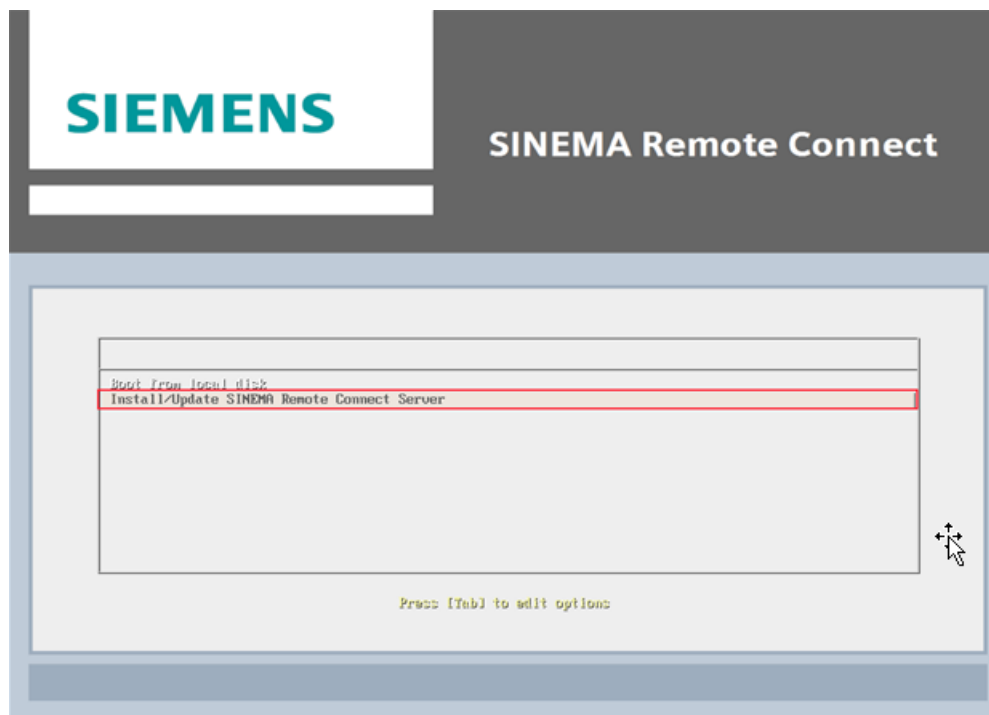 SIEMENS
SINEMA Remote Connect
Boot from local disk
Install/Update SINEMA Remote Connect Server
Press [Tab] to edit options